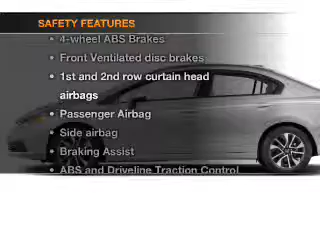 SAFETY FEATURES
• 4-wheel ABS Brakes
• Front Ventilated disc brakes
• 1st and 2nd row curtain head
airbags
• Passenger Airbag
• Side airbag
• Braking Assist
• ABS and Driveline Traction Control